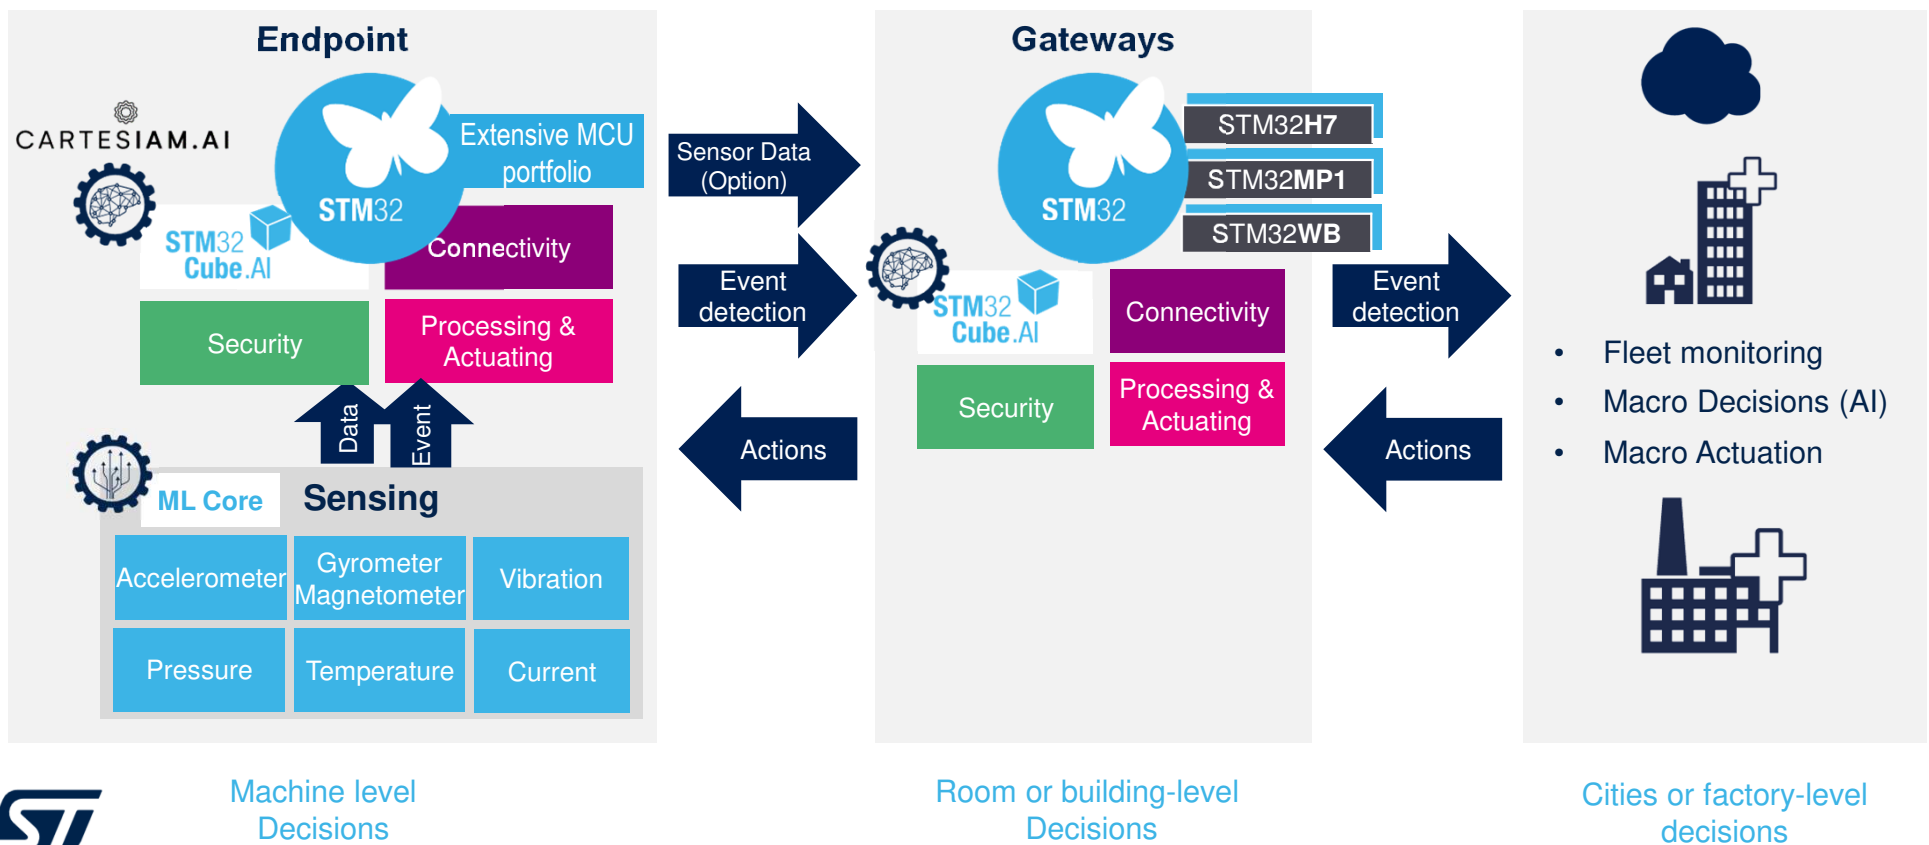 Endpoint
CARTESIAM.AI
Extensive MCU
portfolio
STM32
STM32
Cube.AI
Connectivity
Security
Processing &
Actuating
Data
Event
ML Core
Sensing
Accelerometer
Gyrometer
Magnetometer
Vibration
Pressure
Temperature
Current
Machine level
Decisions
Sensor Data
(Option)
Event
detection
Actions
Gateways
STM32
STM32H7
STM32MP1
STM32WB
STM32
Cube.AI
Connectivity
Security
Processing &
Actuating
Room or building-level
Decisions
Event
detection
Actions
• Fleet monitoring
• Macro Decisions (AI)
• Macro Actuation
Cities or factory-level
decisions
ST